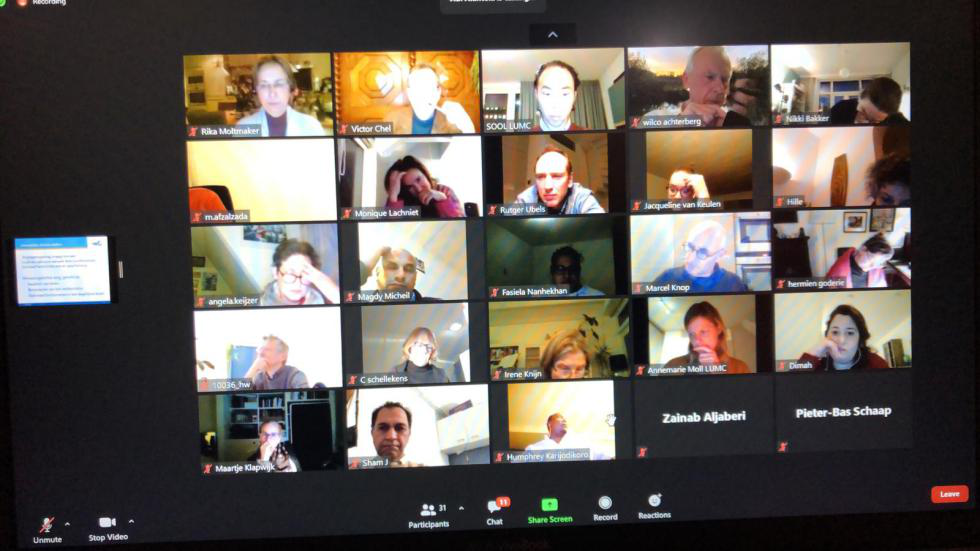 Recording
Rika Moltmaker
Victor Chel
SOOL LUMC
wilco achterberg
Nikki Bakker
m.afzalzada
Monique Lachniet
Rutger Ubels
Jacqueline van Keulen
Hille
angela.keijzer
Magdy Micheil
Fasiela Nanhekhan
Marcel Knop
hermien goderie
10036_hw
C schellekens
Irene Knijn
Annemarie Moll LUMC
Dimah
Maartje Klapwijk
Sham J
Humphrey Karijodikoro
Zainab Aljaberi
Pieter-Bas Schaap
Unmute
Stop Video
31
Participants
11
Chat
Share Screen
Record
Reactions
Leave